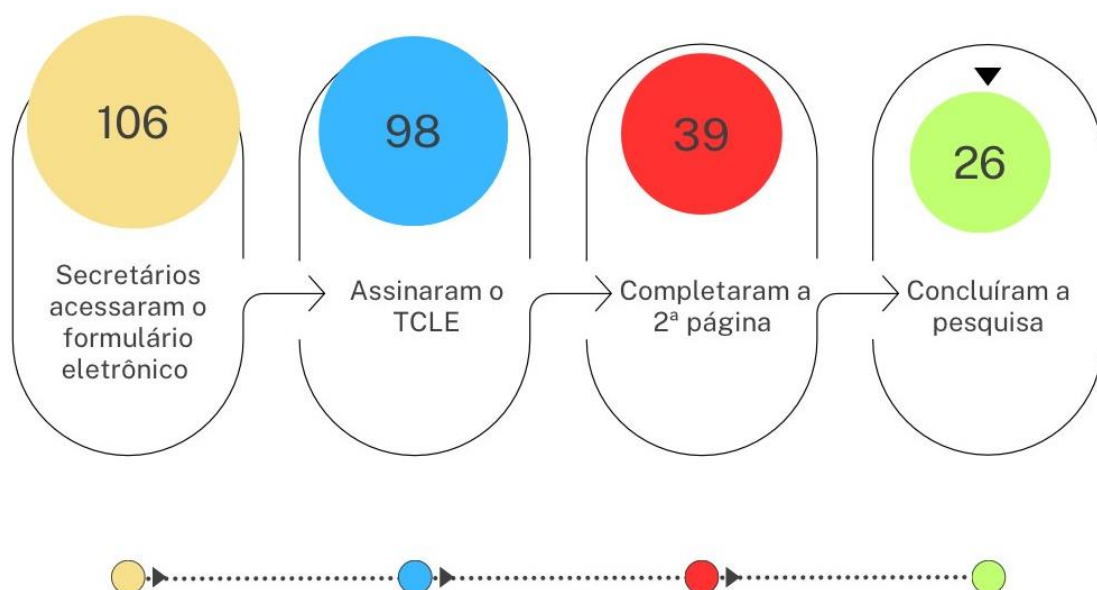 106
Secretários
acessaram o
formulário
eletrônico
98
Assinaram o
TCLE
39
Completaram a
2ª página
26
Concluíram a
pesquisa